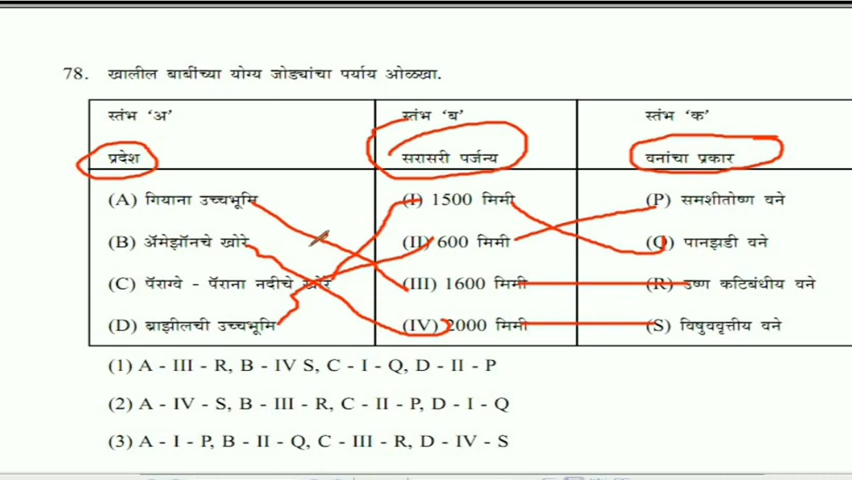 78. खालील बाबींच्या योग्य जोड्यांचा पर्याय ओळखा.
स्तंभ ‘अ’ स्तंभ ‘ब’ स्तंभ ‘क’
प्रदेश सरासरी पर्जन्य वनांचा प्रकार
(A) गियाना उच्चभूमि (I) 1500 मिमी (P) समशीतोष्ण वने
(B) ॲमेझॉनचे खोरे (II) 600 मिमी (Q) पानझडी वने
(C) पॅराग्वे - पॅराना नदीचे खोरे (III) 1600 मिमी (R) उष्ण कटिबंधीय वने
(D) ब्राझीलची उच्चभूमि (IV) 2000 मिमी (S) विषुववृत्तीय वने
(1) A - III - R, B - IV S, C - I - Q, D - II - P
(2) A - IV - S, B - III - R, C - II - P, D - I - Q
(3) A - I - P, B - II - Q, C - III - R, D - IV - S